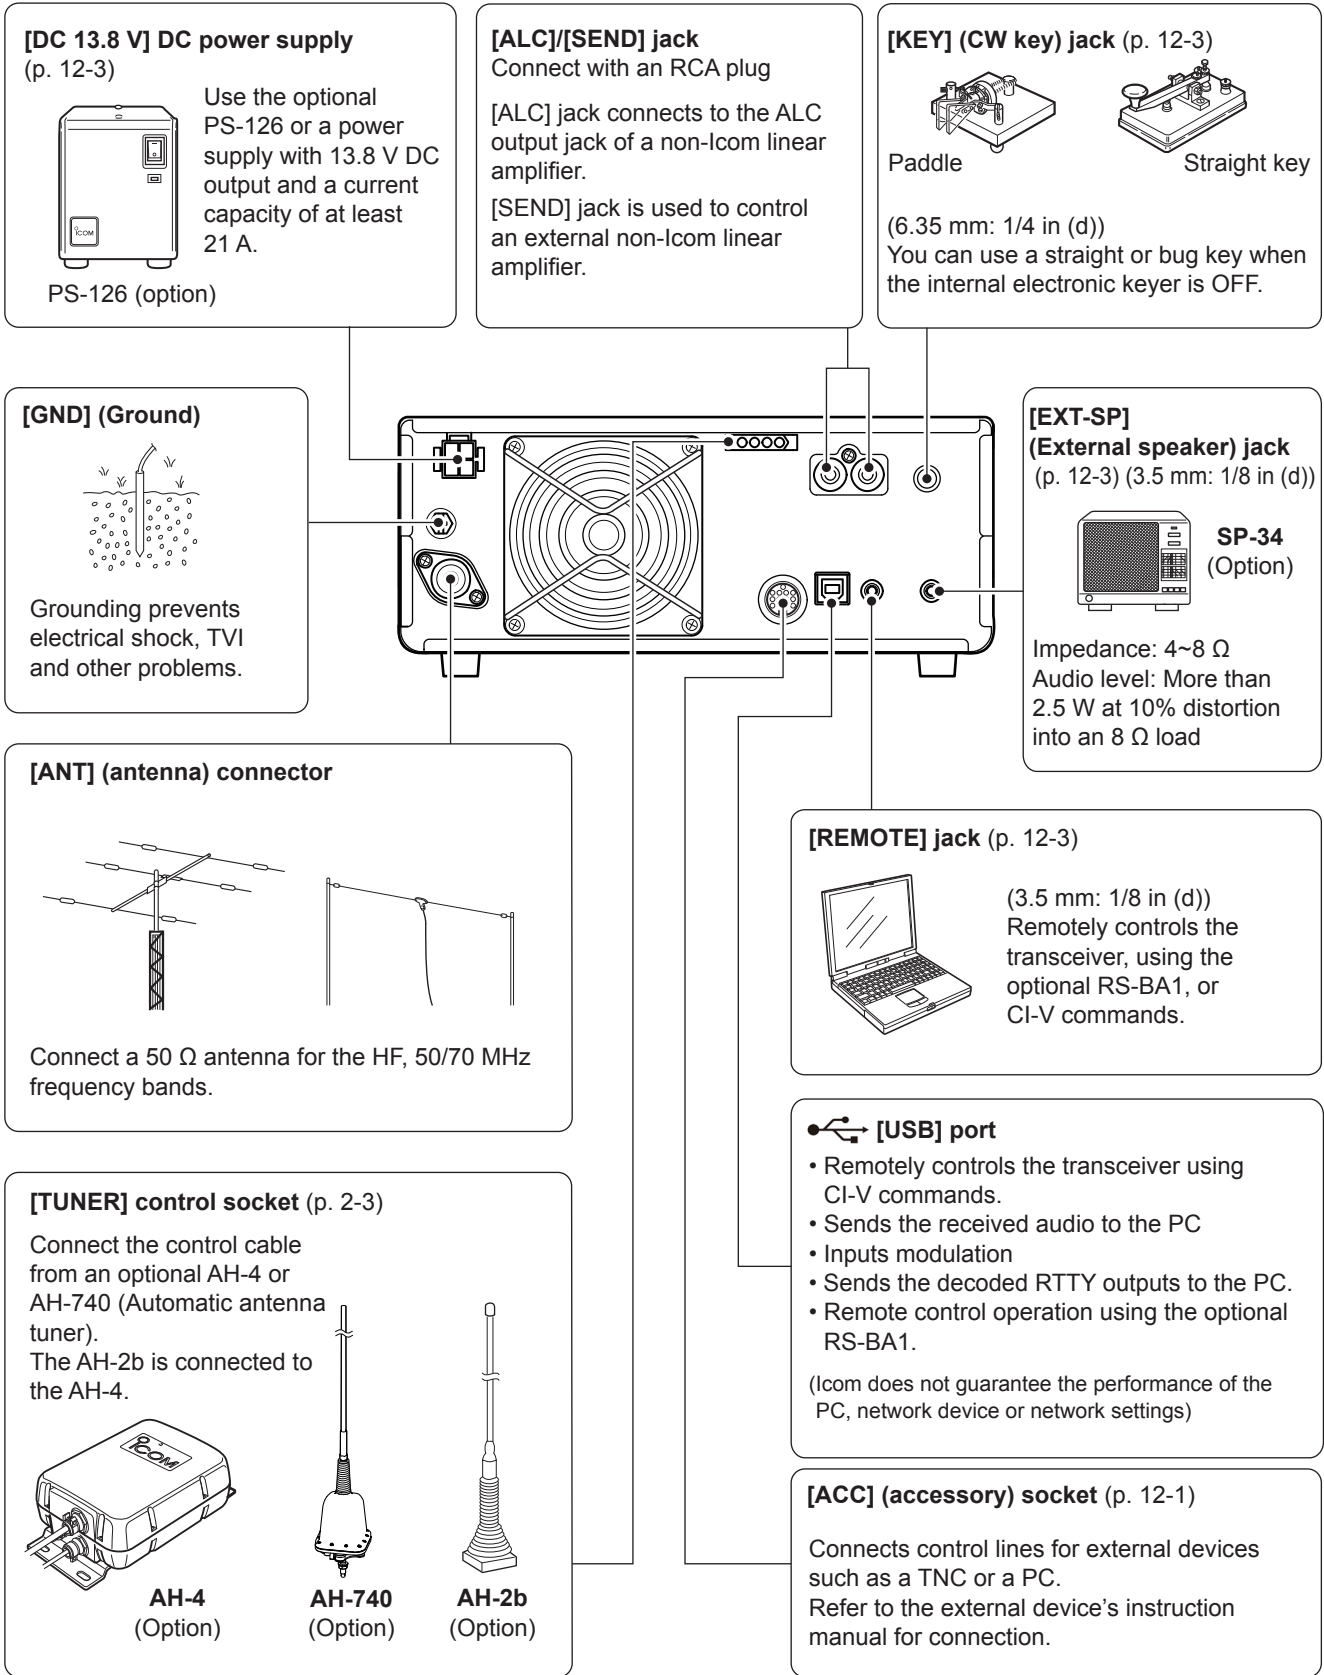 [DC 13.8 V] DC power supply
(p. 12-3)
Use the optional
PS-126 or a power
supply with 13.8 V DC
output and a current
capacity of at least
21 A.
ICOM
PS-126 (option)
[ALC]/[SEND] jack
Connect with an RCA plug
[ALC] jack connects to the ALC
output jack of a non-Icom linear
amplifier.
[SEND] jack is used to control
an external non-Icom linear
amplifier.
[KEY] (CW key) jack (p. 12-3)
Paddle
Straight key
(6.35 mm: 1/4 in (d))
You can use a straight or bug key when
the internal electronic keyer is OFF.
[GND] (Ground)
Grounding prevents
electrical shock, TVI
and other problems.
[EXT-SP]
(External speaker) jack
(p. 12-3) (3.5 mm: 1/8 in (d))
SP-34
(Option)
Impedance: 4~8 Ω
Audio level: More than
2.5 W at 10% distortion
into an 8 Ω load
[ANT] (antenna) connector
Connect a 50 Ω antenna for the HF, 50/70 MHz
frequency bands.
[REMOTE] jack (p. 12-3)
(3.5 mm: 1/8 in (d))
Remotely controls the
transceiver, using the
optional RS-BA1, or
CI-V commands.
[USB] port
• Remotely controls the transceiver using
CI-V commands.
• Sends the received audio to the PC
• Inputs modulation
• Sends the decoded RTTY outputs to the PC.
• Remote control operation using the optional
RS-BA1.
(Icom does not guarantee the performance of the
PC, network device or network settings)
[TUNER] control socket (p. 2-3)
Connect the control cable
from an optional AH-4 or
AH-740 (Automatic antenna
tuner).
The AH-2b is connected to
the AH-4.
ICOM
AH-4
(Option)
AH-740
(Option)
AH-2b
(Option)
[ACC] (accessory) socket (p. 12-1)
Connects control lines for external devices
such as a TNC or a PC.
Refer to the external device's instruction
manual for connection.